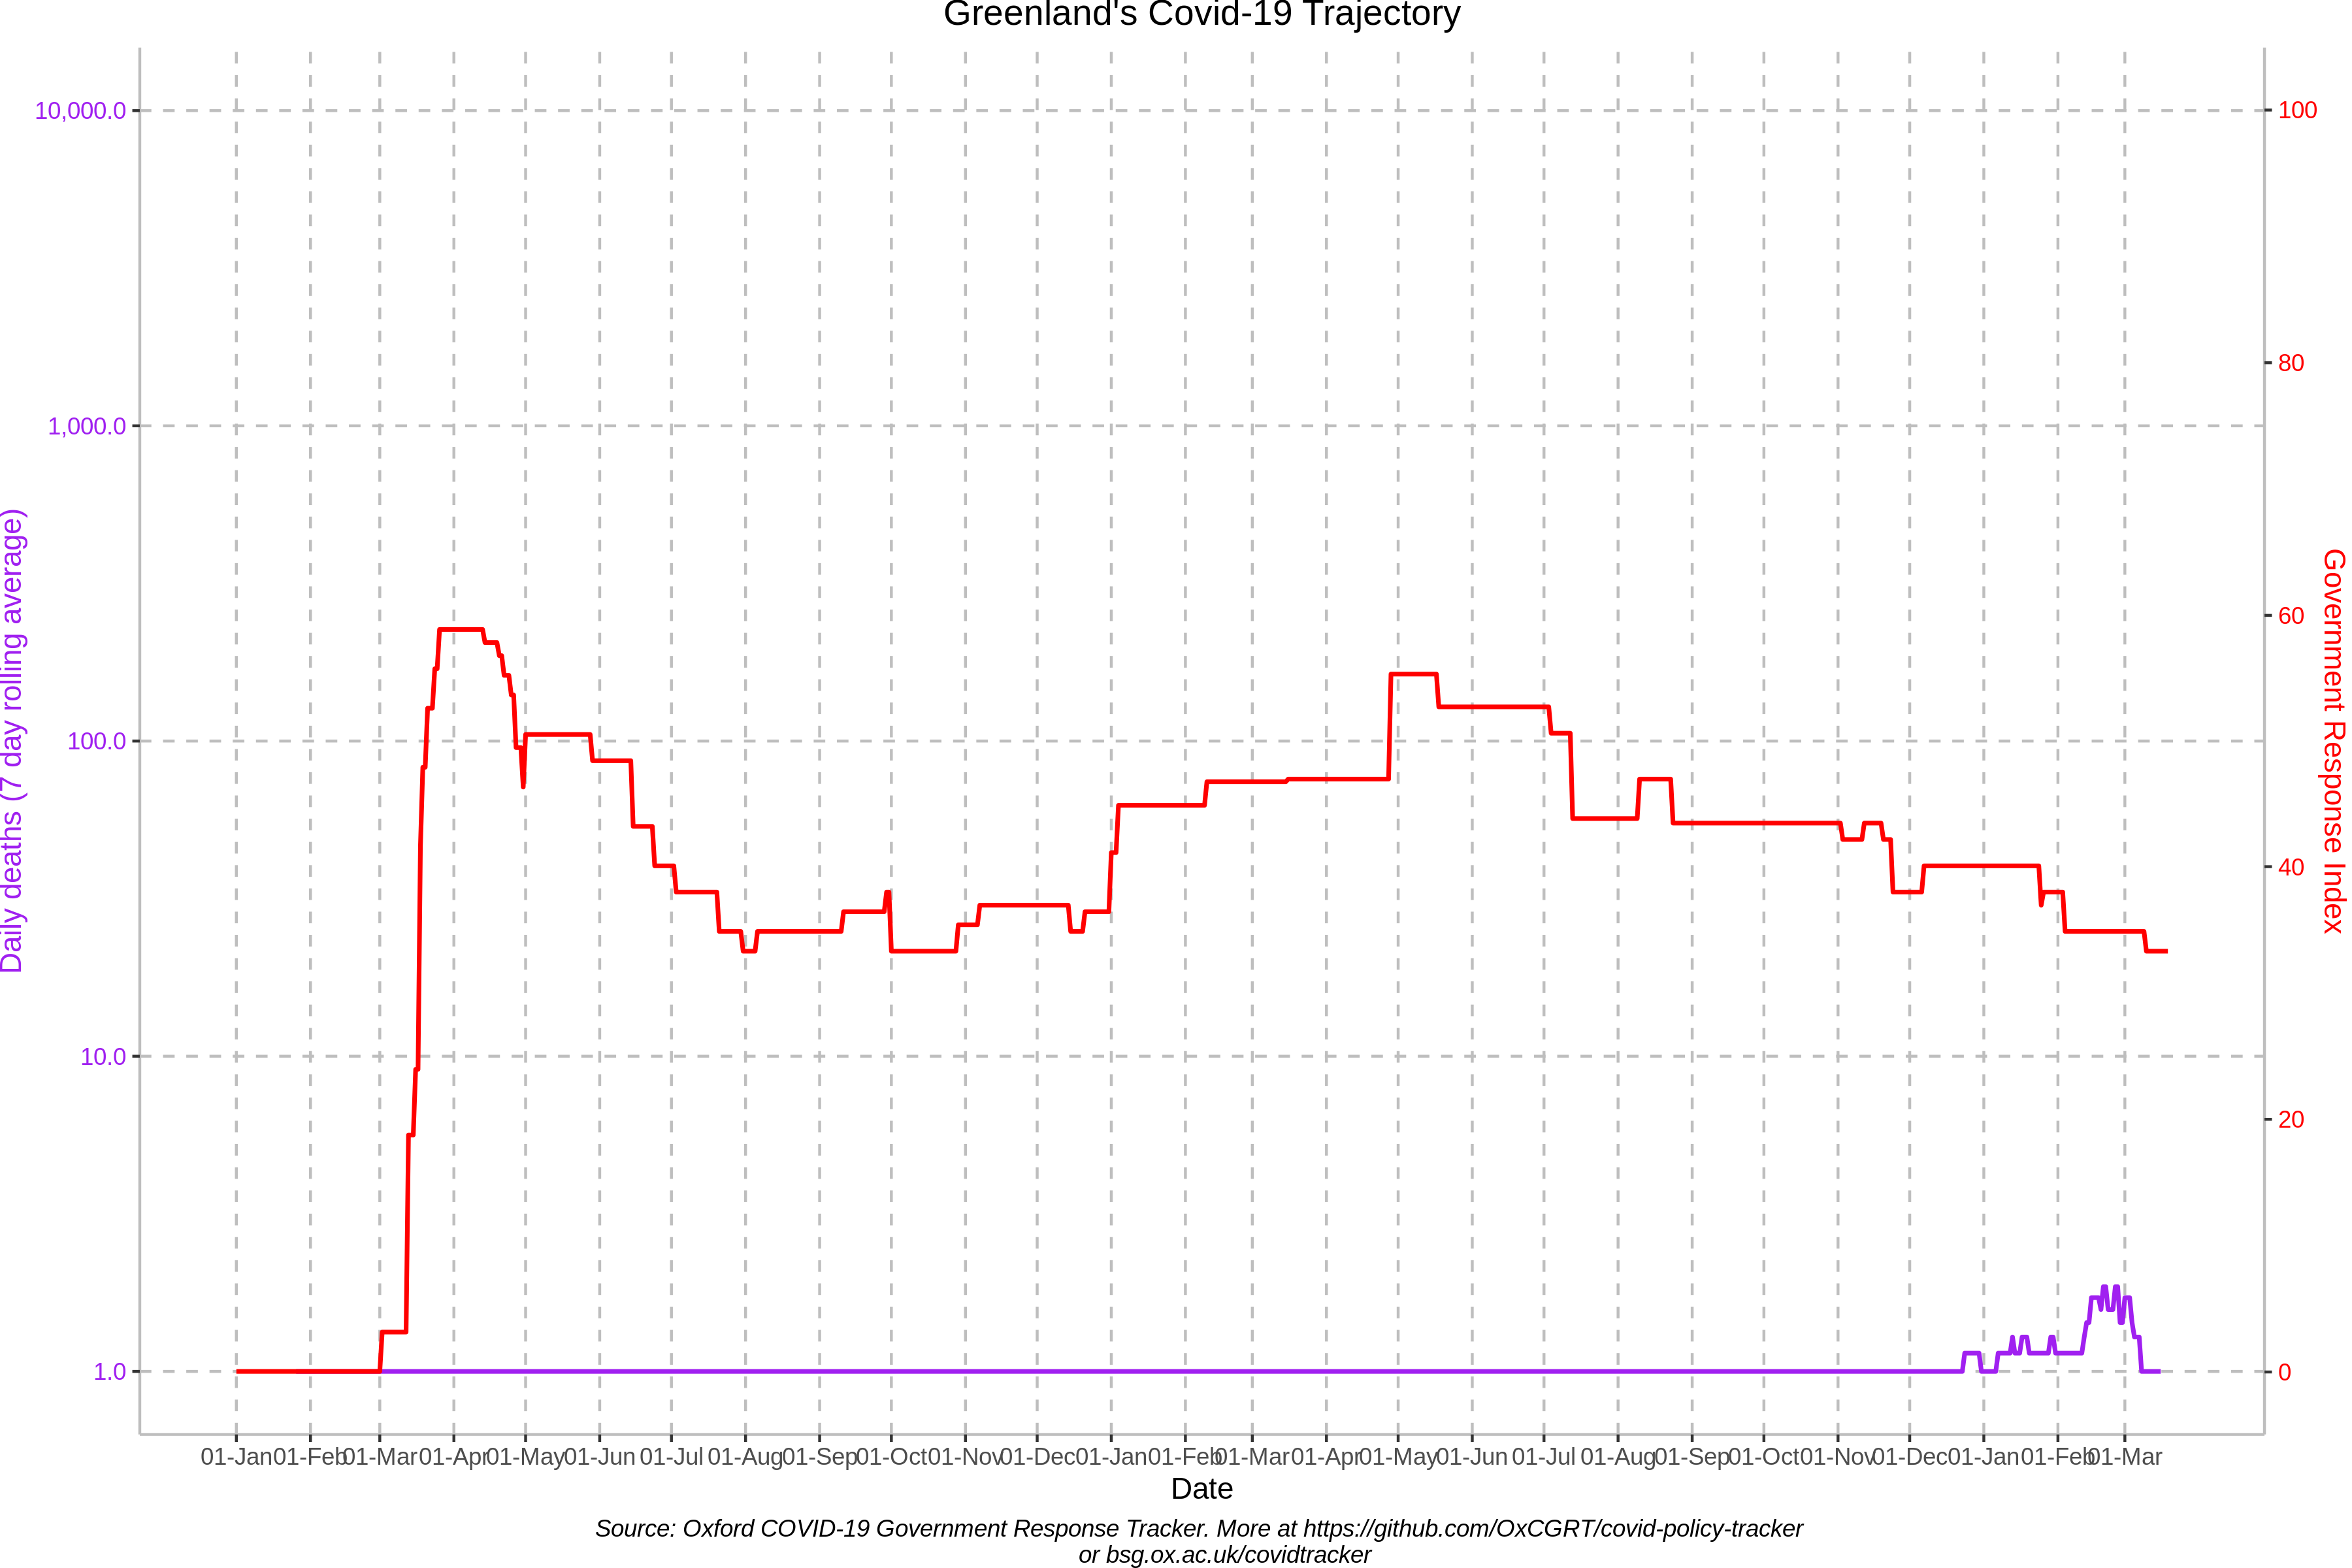 Greenland's Covid-19 Trajectory
Daily deaths (7 day rolling average)
10,000.0
1,000.0
100.0
10.0
1.0
100
80
60
40
20
0
Government Response Index
01-Jan 01-Feb 01-Mar 01-Apr 01-May 01-Jun 01-Jul 01-Aug 01-Sep 01-Oct 01-Nov 01-Dec 01-Jan 01-Feb 01-Mar 01-Apr 01-May 01-Jun 01-Jul 01-Aug 01-Sep 01-Oct 01-Nov 01-Dec 01-Jan 01-Feb 01-Mar
Date
Source: Oxford COVID-19 Government Response Tracker. More at https://github.com/OxCGRT/covid-policy-tracker
or bsg.ox.ac.uk/covidtracker